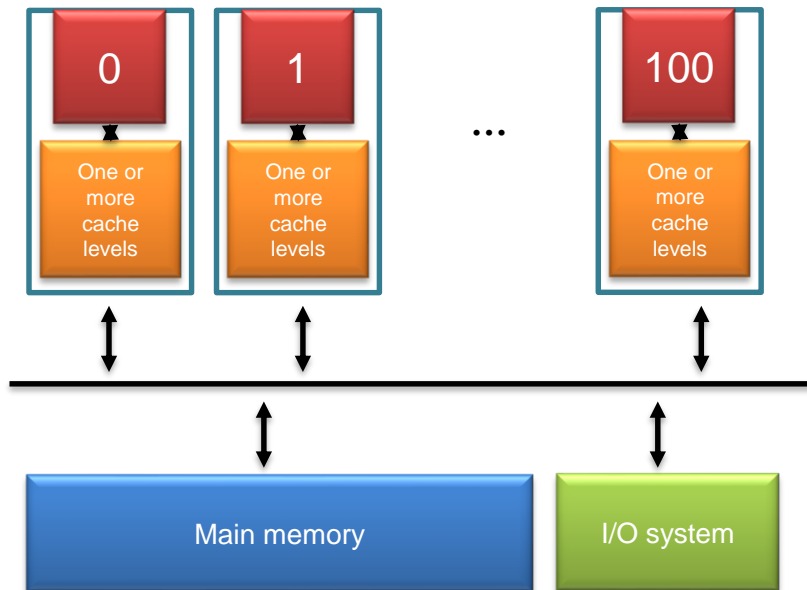 0
1
...
100
One or
more
cache
levels
One or
more
cache
levels
One or
more
cache
levels
Main memory
I/O system